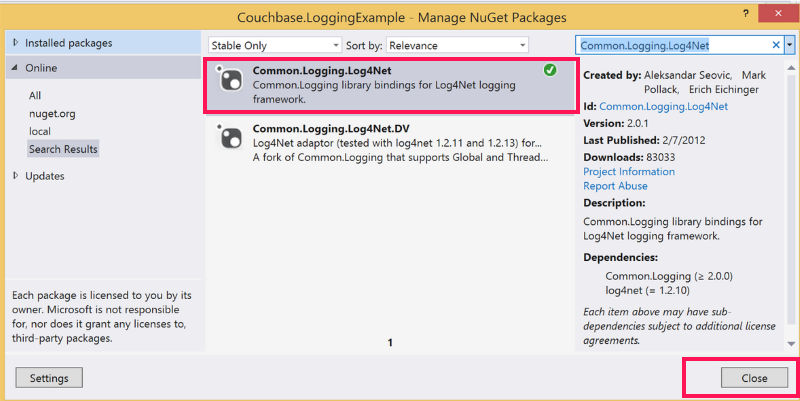 Couchbase.LoggingExample - Manage NuGet Packages
?
Installed packages
Online
All
nuget.org
local
Search Results
Updates
Each package is licensed to you by its
owner. Microsoft is not responsible
for, nor does it grant any licenses to,
third-party packages.
Settings
Stable Only
Sort by: Relevance
Common.Logging.Log4Net
Common.Logging library bindings for Log4Net logging
framework.
Common.Logging.Log4Net.DV
Log4Net adaptor (tested with log4net 1.2.11 and 1.2.13) for...
A fork of Common.Logging that supports Global and Thread...
1
Common.Logging.Log4Net
Created by: Aleksandar Seovic, Mark
Pollack, Erich Eichinger
Id: Common.Logging.Log4Net
Version: 2.0.1
Last Published: 2/7/2012
Downloads: 83033
Project Information
Report Abuse
Description:
Common.Logging library bindings for
Log4Net logging framework.
Dependencies:
Common.Logging (≥ 2.0.0)
log4net (= 1.2.10)
Each item above may have sub-
dependencies subject to additional license
agreements.
Close